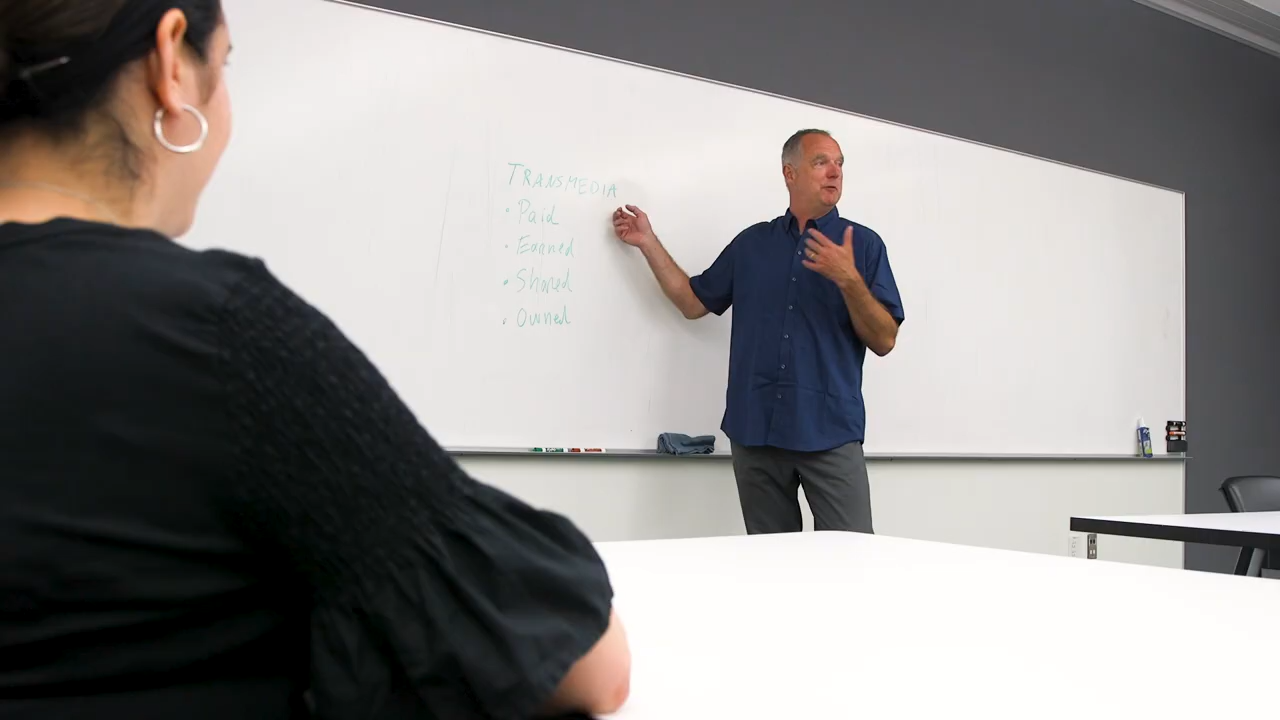 TRANSMEDIA
• Paid
• Earned
• Shared
• Owned